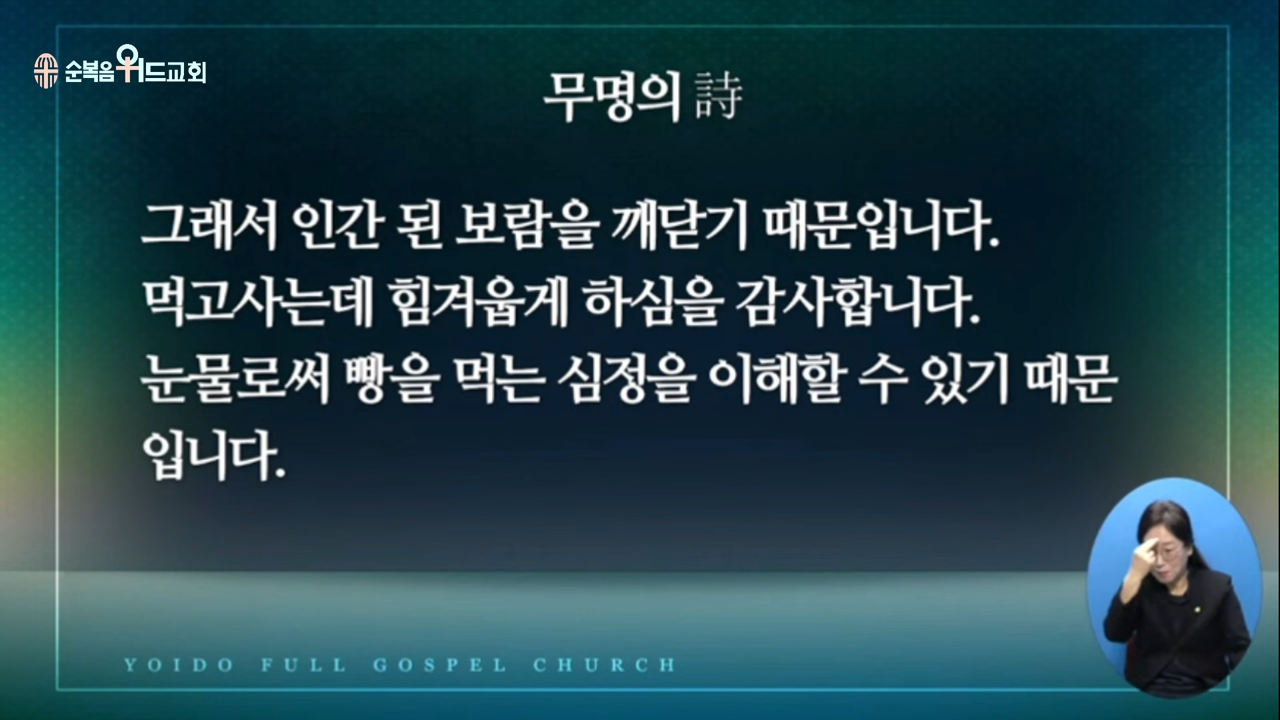 순복음위드교회
무명의 詩
그래서 인간 된 보람을 깨닫기 때문입니다.
먹고사는데 힘겨웁게 하심을 감사합니다.
눈물로써 빵을 먹는 심정을 이해할 수 있기 때문
입니다.
YOIDO FULL GOSPEL CHURCH